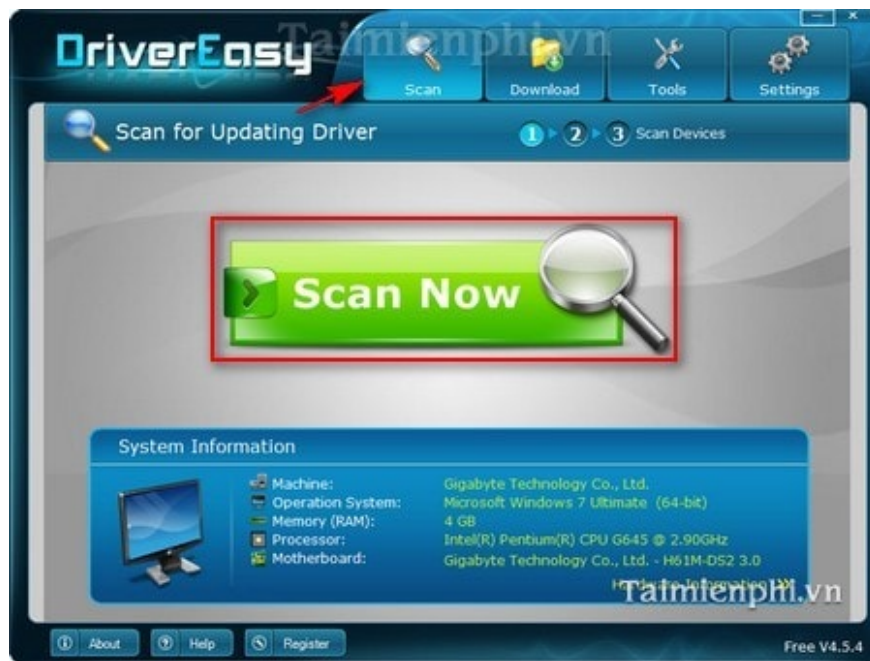 Taimienphi.vn
DriverEasy
Scan
Download
Tools
Settings
Scan for Updating Driver
1 2 3 Scan Devices
Scan Now
System Information
Machine: Gigabyte Technology Co., Ltd.
Operation System: Microsoft Windows 7 Ultimate (64-bit)
Memory (RAM): 4 GB
Processor: Intel(R) Pentium(R) CPU G645 @ 2.90GHz
Motherboard: Gigabyte Technology Co., Ltd. - H61M-DS2 3.0
Hardware Information
Taimienphi.vn
About
Help
Register
Free V4.5.4